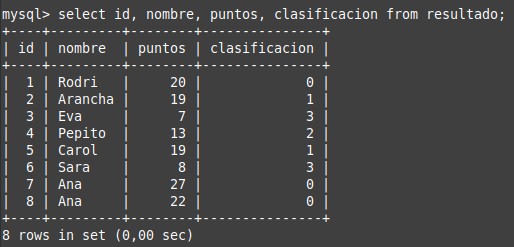 mysql> select id, nombre, puntos, clasificacion from resultado;
+----+---------+--------+---------------+
| id | nombre  | puntos | clasificacion |
+----+---------+--------+---------------+
|  1 | Rodri   |     20 |             0 |
|  2 | Arancha |     19 |             1 |
|  3 | Eva     |      7 |             3 |
|  4 | Pepito  |     13 |             2 |
|  5 | Carol   |     19 |             1 |
|  6 | Sara    |      8 |             3 |
|  7 | Ana     |     27 |             0 |
|  8 | Ana     |     22 |             0 |
+----+---------+--------+---------------+
8 rows in set (0,00 sec)